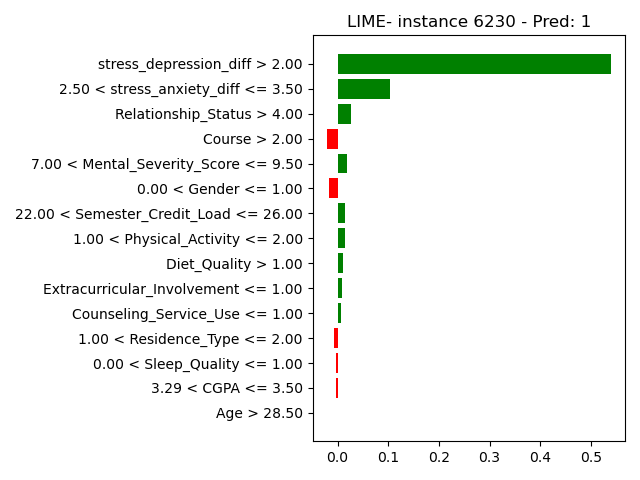 LIME- instance 6230 - Pred: 1
stress_depression_diff > 2.00
2.50 < stress_anxiety_diff <= 3.50
Relationship_Status > 4.00
Course > 2.00
7.00 < Mental_Severity_Score <= 9.50
0.00 < Gender <= 1.00
22.00 < Semester_Credit_Load <= 26.00
1.00 < Physical_Activity <= 2.00
Diet_Quality > 1.00
Extracurricular_Involvement <= 1.00
Counseling_Service_Use <= 1.00
1.00 < Residence_Type <= 2.00
0.00 < Sleep_Quality <= 1.00
3.29 < CGPA <= 3.50
Age > 28.50
0.0 0.1 0.2 0.3 0.4 0.5